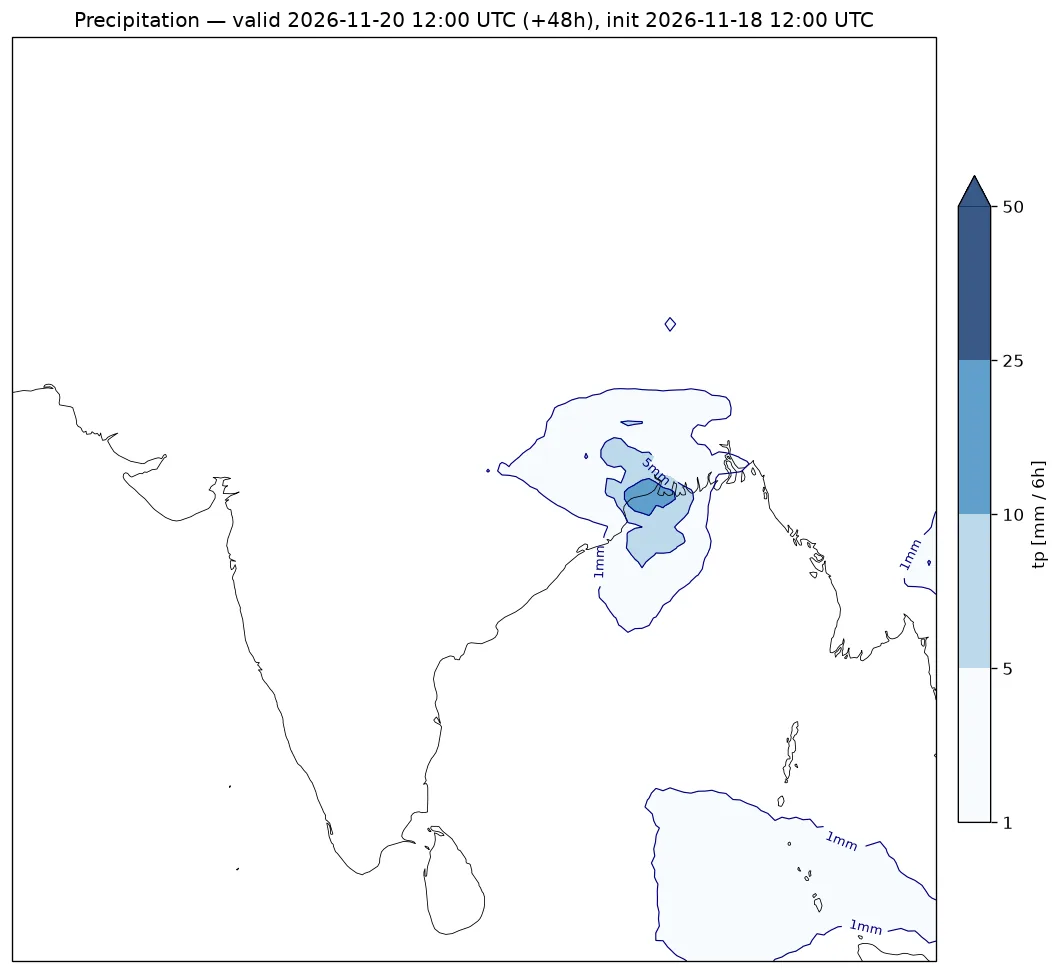 Precipitation — valid 2026-11-20 12:00 UTC (+48h), init 2026-11-18 12:00 UTC
50
25
10
5
1
tp [mm / 6h]
5mm
1mm
1mm
1mm
1mm